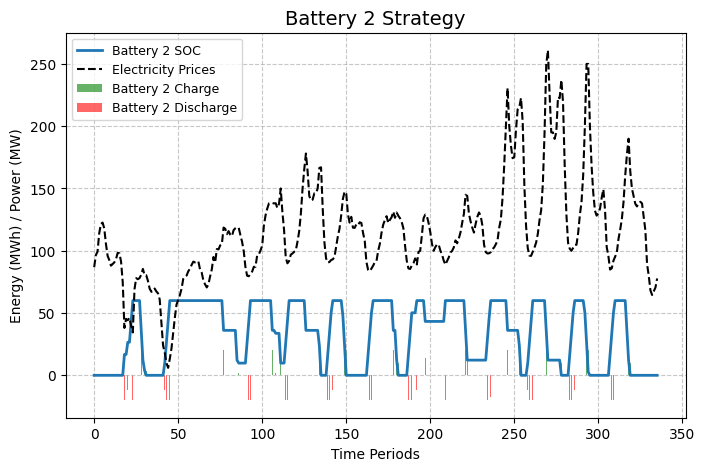 Battery 2 Strategy
Battery 2 SOC
Electricity Prices
Battery 2 Charge
Battery 2 Discharge
Energy (MWh) / Power (MW)
250
200
150
100
50
0
0
50
100
150
200
250
300
350
Time Periods